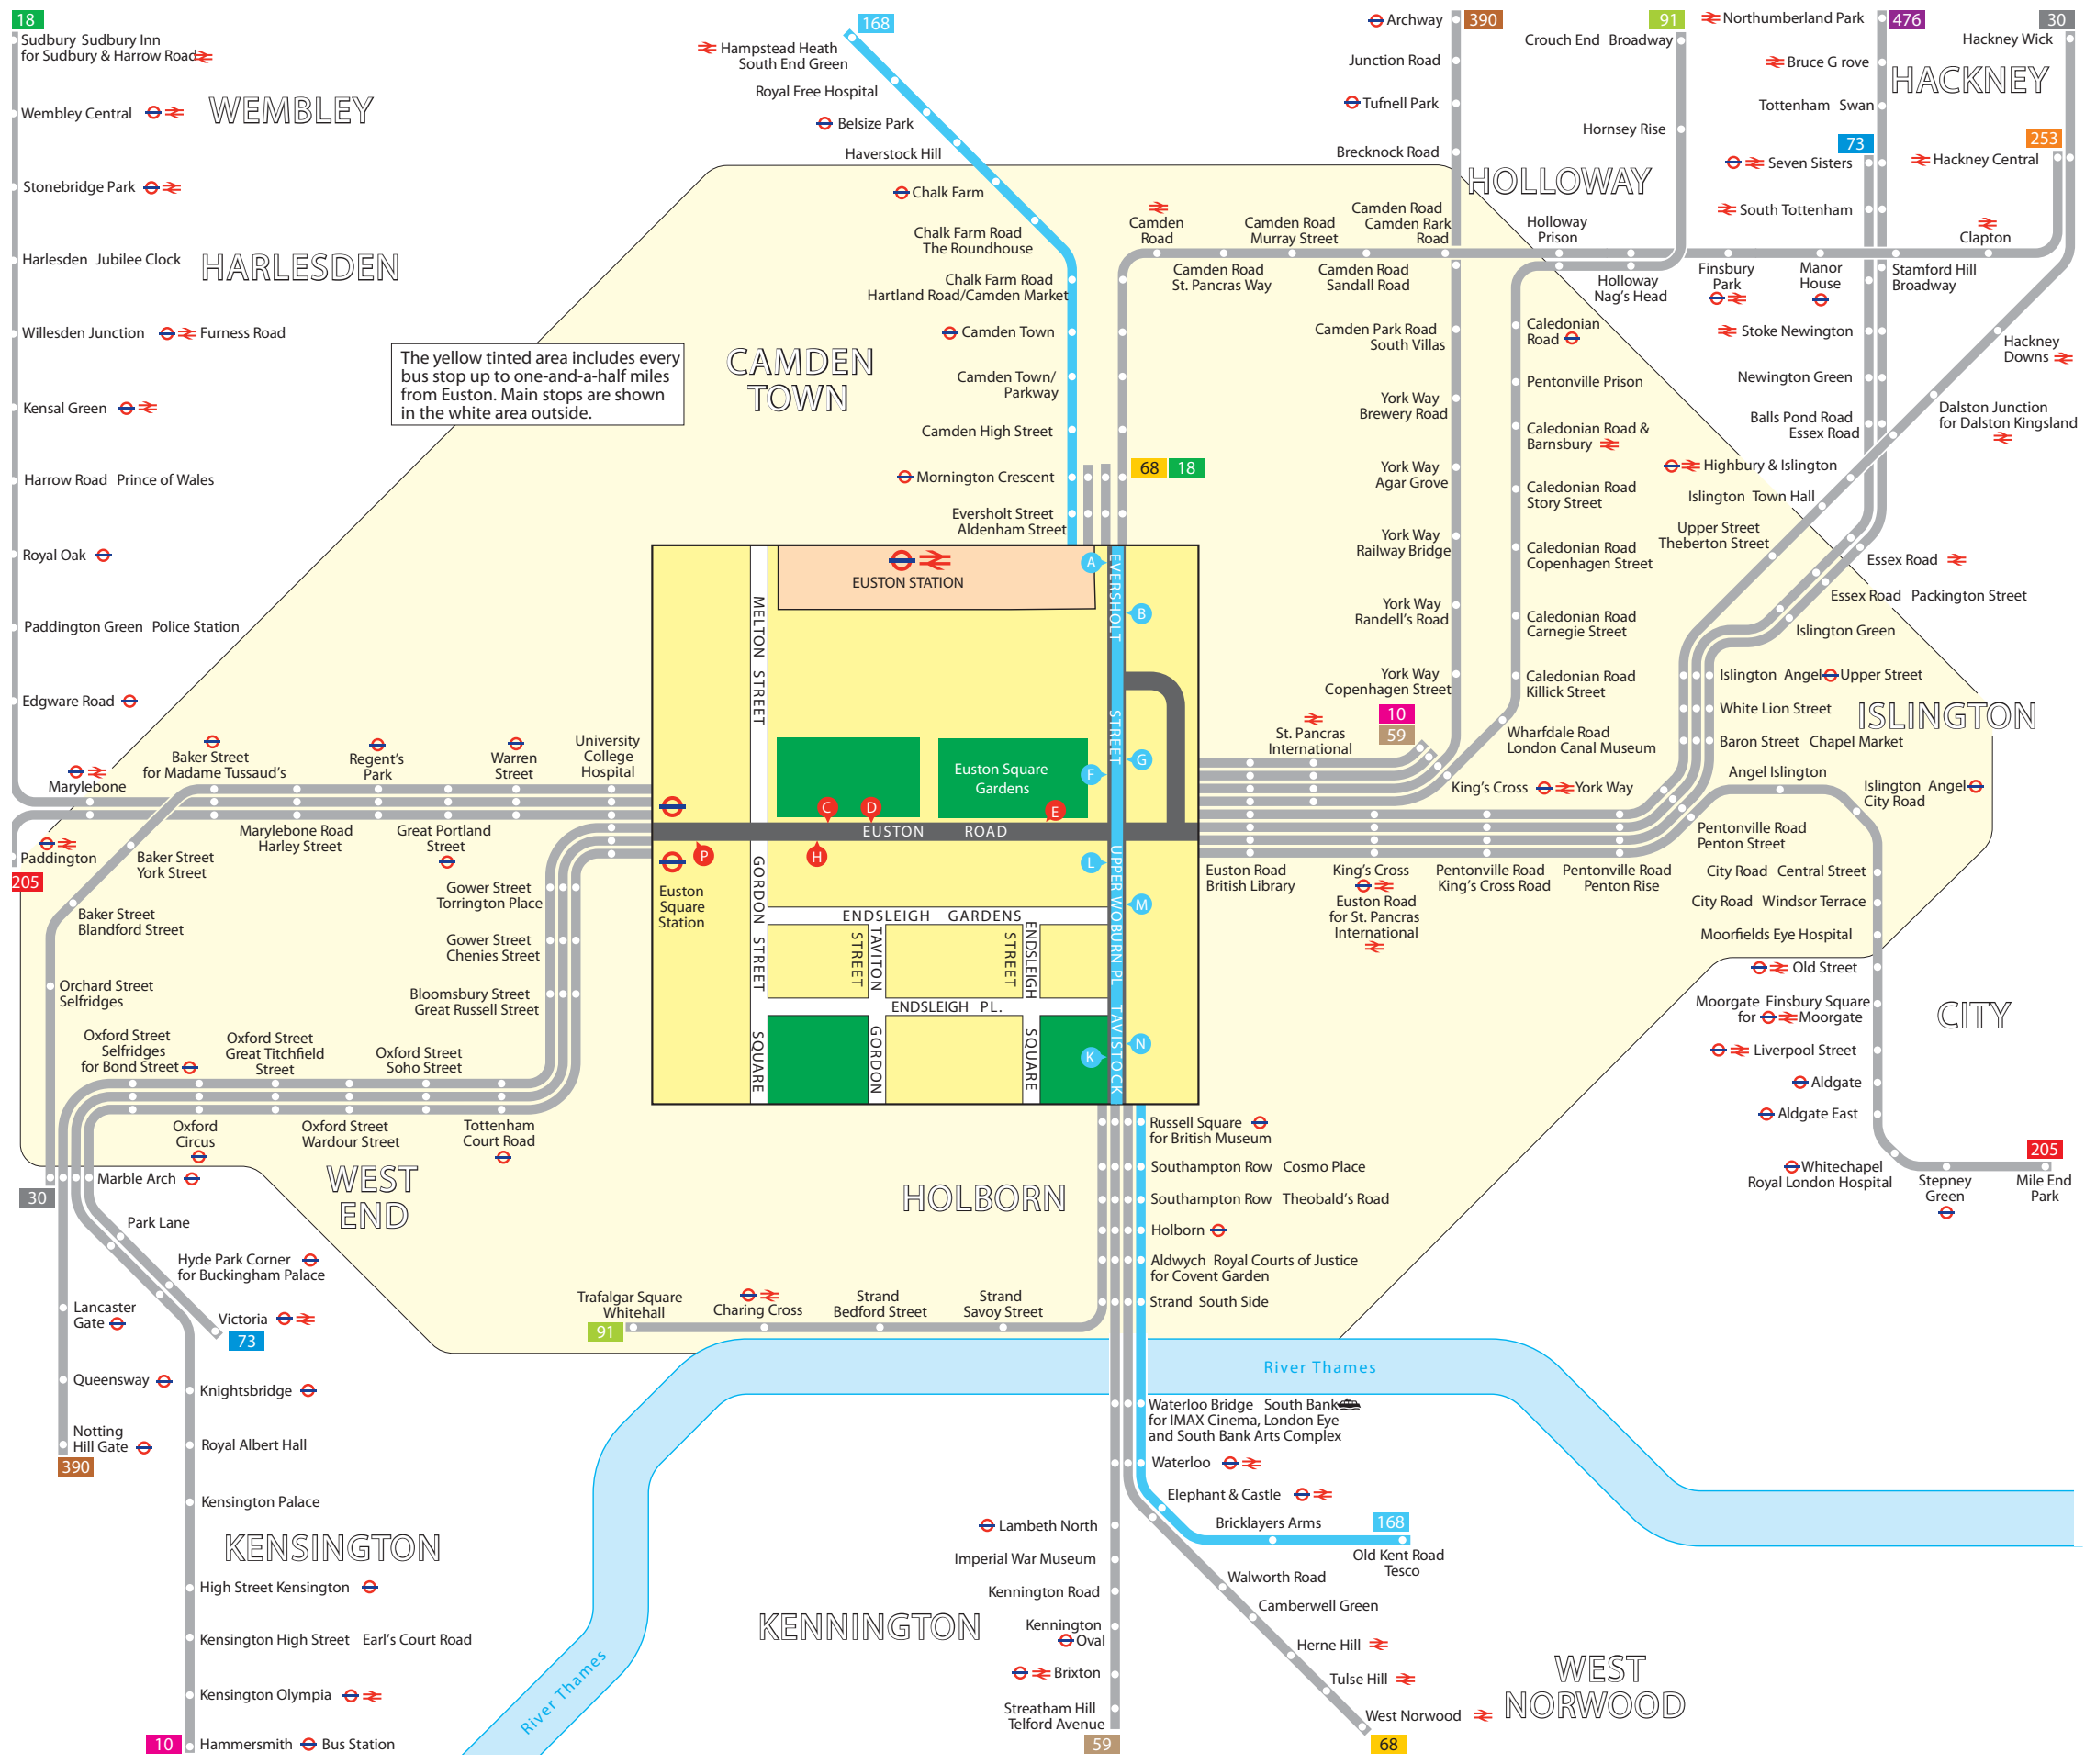 18
Sudbury Sudbury Inn
for Sudbury & Harrow Road
Wembley Central
WEMBLEY
Stonebridge Park
Harlesden Jubilee Clock
HARLESDEN
Willesden Junction
Furness Road
Kensal Green
Harrow Road Prince of Wales
Royal Oak
Paddington Green Police Station
Edgware Road
Marylebone
Paddington
205
The yellow tinted area includes every
bus stop up to one-and-a-half miles
from Euston. Main stops are shown
in the white area outside.
168
Hampstead Heath
South End Green
Royal Free Hospital
Belsize Park
Haverstock Hill
Chalk Farm
Chalk Farm Road
The Roundhouse
Chalk Farm Road
Hartland Road/Camden Market
Camden Town
CAMDEN
TOWN
Camden Town/
Parkway
Camden High Street
Mornington Crescent
Eversholt Street
Aldenham Street
68
18
Camden
Road
Camden Road
St. Pancras Way
Camden Road
Murray Street
Camden Road
Sandall Road
Camden Road
Camden Park
Road
Archway
390
Junction Road
Tufnell Park
Brecknock Road
HOLLOWAY
Camden Park Road
South Villas
York Way
Brewery Road
York Way
Agar Grove
York Way
Railway Bridge
York Way
Randell's Road
York Way
Copenhagen Street
10
59
St. Pancras
International
91
Crouch End Broadway
Hornsey Rise
Holloway
Prison
Holloway
Nag's Head
Caledonian
Road
Pentonville Prison
Caledonian Road &
Barnsbury
Caledonian Road
Story Street
Caledonian Road
Copenhagen Street
Caledonian Road
Carnegie Street
Caledonian Road
Killick Street
Wharfdale Road
London Canal Museum
King's Cross
York Way
Northumberland Park
476
Bruce G rove
Tottenham Swan
73
Seven Sisters
South Tottenham
Finsbury
Park
Manor
House
Stamford Hill
Broadway
Clapton
Stoke Newington
Newington Green
Balls Pond Road
Essex Road
30
Hackney Wick
HACKNEY
253
Hackney Central
Hackney
Downs
Dalston Junction
for Dalston Kingsland
Highbury & Islington
Islington Town Hall
Upper Street
Theberton Street
Essex Road
Essex Road Packington Street
Islington Green
Islington Angel
Upper Street
White Lion Street
ISLINGTON
Baron Street Chapel Market
Angel Islington
Islington Angel
City Road
Pentonville Road
Penton Street
City Road Central Street
City Road Windsor Terrace
Moorfields Eye Hospital
Old Street
Moorgate Finsbury Square
for
Moorgate
CITY
Liverpool Street
Aldgate
Aldgate East
Whitechapel
Royal London Hospital
Stepney
Green
205
Mile End
Park
Euston Road
British Library
King's Cross
Euston Road
for St. Pancras
International
Pentonville Road
King's Cross Road
Pentonville Road
Penton Rise
Baker Street
for Madame Tussaud's
Regent's
Park
Warren
Street
University
College
Hospital
Marylebone Road
Harley Street
Great Portland
Street
Baker Street
York Street
Baker Street
Blandford Street
Orchard Street
Selfridges
Gower Street
Torrington Place
Gower Street
Chenies Street
Bloomsbury Street
Great Russell Street
Oxford Street
Selfridges
for Bond Street
Oxford Street
Great Titchfield
Street
Oxford Street
Soho Street
Oxford
Circus
Oxford Street
Wardour Street
Tottenham
Court Road
WEST
END
Marble Arch
30
Park Lane
Hyde Park Corner
for Buckingham Palace
Victoria
73
Lancaster
Gate
Queensway
Notting
Hill Gate
390
Knightsbridge
Royal Albert Hall
Kensington Palace
KENSINGTON
High Street Kensington
Kensington High Street Earl's Court Road
Kensington Olympia
10
Hammersmith
Bus Station
EUSTON STATION
A
B
C
D
E
F
G
H
K
L
M
N
P
MELTON STREET
EVERSHOLT STREET
Euston Square
Gardens
EUSTON ROAD
Euston
Square
Station
GORDON STREET
ENDSLEIGH GARDENS
TAVITON
STREET
ENDSLEIGH
STREET
ENDSLEIGH PL.
GORDON
SQUARE
SQUARE
UPPER WOBURN PL
TAVISTOCK
Russell Square
for British Museum
Southampton Row Cosmo Place
Southampton Row Theobald's Road
HOLBORN
Holborn
Aldwych Royal Courts of Justice
for Covent Garden
Strand South Side
Trafalgar Square
Whitehall
91
Charing Cross
Strand
Bedford Street
Strand
Savoy Street
River Thames
Waterloo Bridge South Bank
for IMAX Cinema, London Eye
and South Bank Arts Complex
Waterloo
Elephant & Castle
Bricklayers Arms
168
Old Kent Road
Tesco
Lambeth North
Imperial War Museum
Kennington Road
KENNINGTON
Kennington
Oval
Brixton
Streatham Hill
Telford Avenue
59
Walworth Road
Camberwell Green
Herne Hill
Tulse Hill
WEST
NORWOOD
West Norwood
68
River Thames